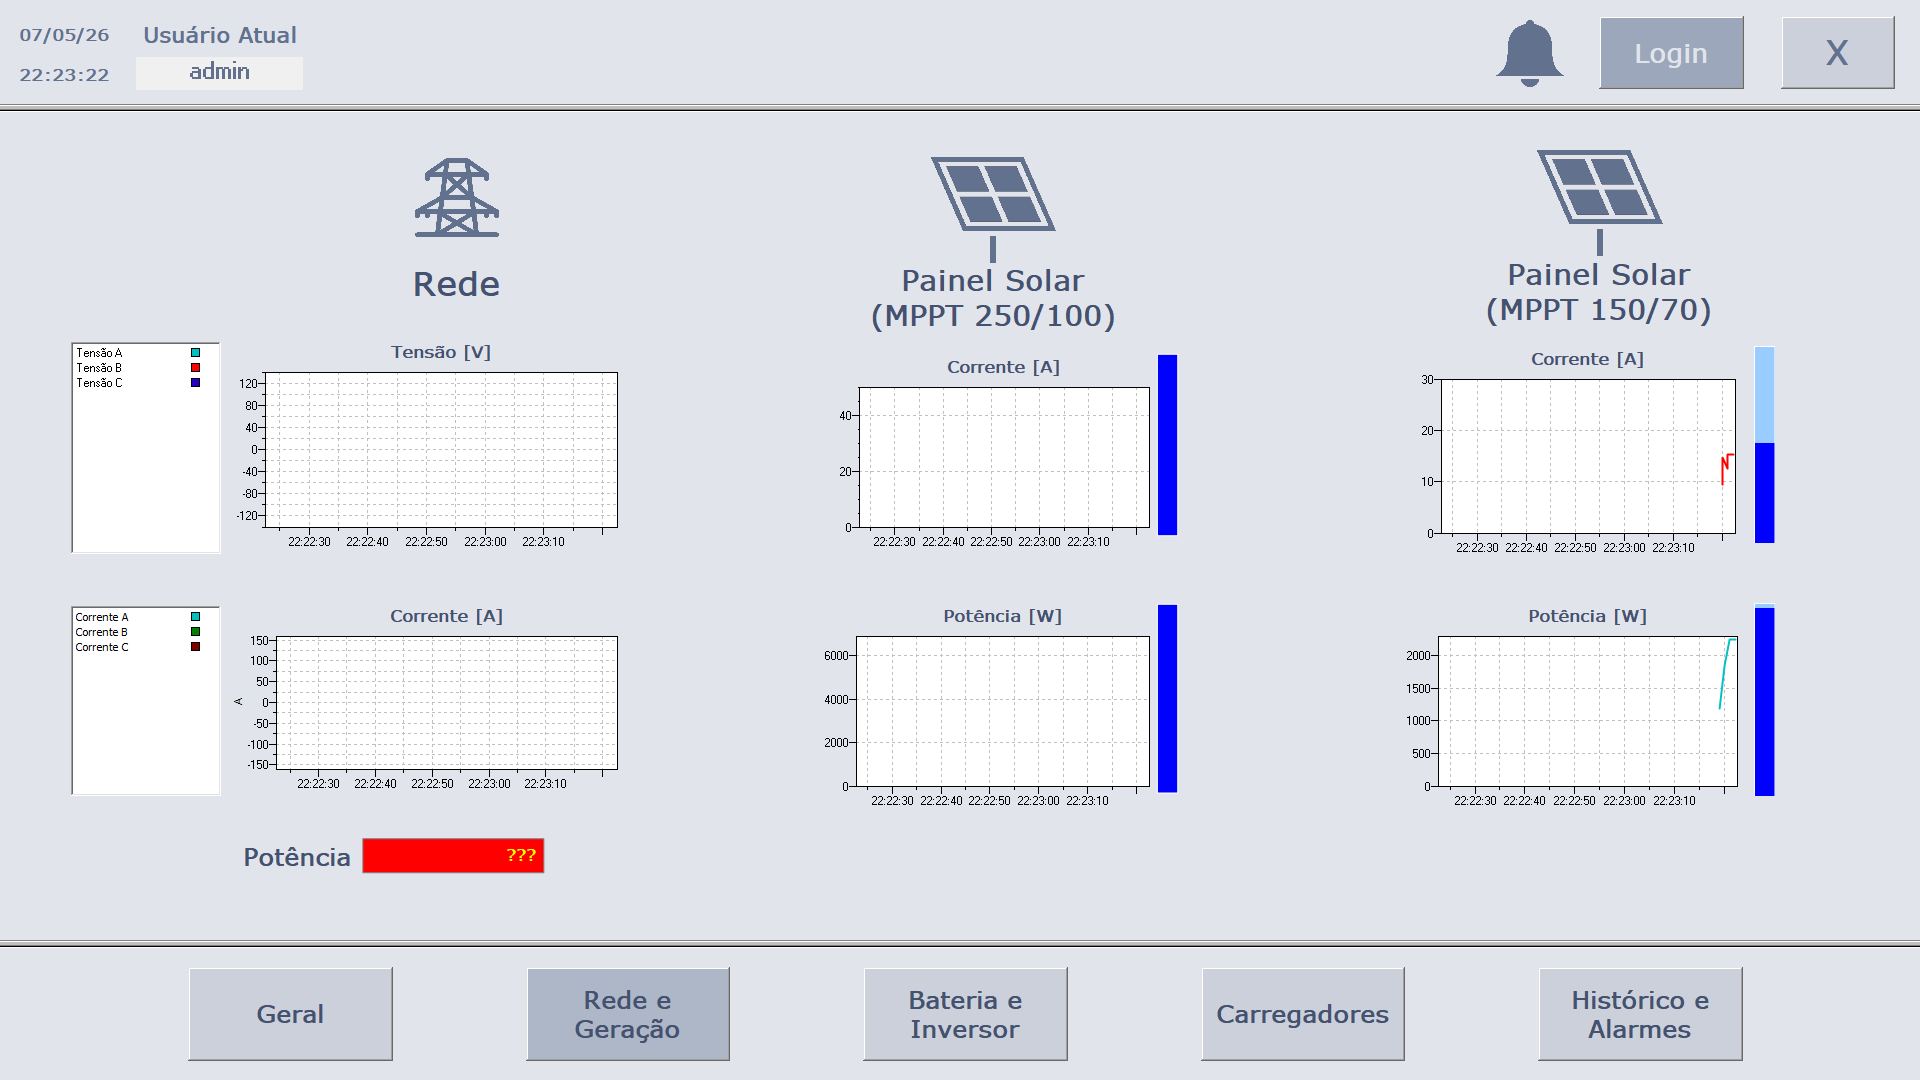 07/05/26
Usuário Atual
22:23:22
admin
Login
X
Rede
Painel Solar
(MPPT 250/100)
Painel Solar
(MPPT 150/70)
Tensão A
Tensão B
Tensão C
Tensão [V]
120
80
40
0
-40
-80
-120
22:22:30 22:22:40 22:22:50 22:23:00 22:23:10
Corrente [A]
40
20
0
22:22:30 22:22:40 22:22:50 22:23:00 22:23:10
Corrente [A]
30
20
10
0
22:22:30 22:22:40 22:22:50 22:23:00 22:23:10
Corrente A
Corrente B
Corrente C
Corrente [A]
A
150
100
50
0
-50
-100
-150
22:22:30 22:22:40 22:22:50 22:23:00 22:23:10
Potência [W]
6000
4000
2000
0
22:22:30 22:22:40 22:22:50 22:23:00 22:23:10
Potência [W]
2000
1500
1000
500
0
22:22:30 22:22:40 22:22:50 22:23:00 22:23:10
Potência ???
Geral
Rede e
Geração
Bateria e
Inversor
Carregadores
Histórico e
Alarmes